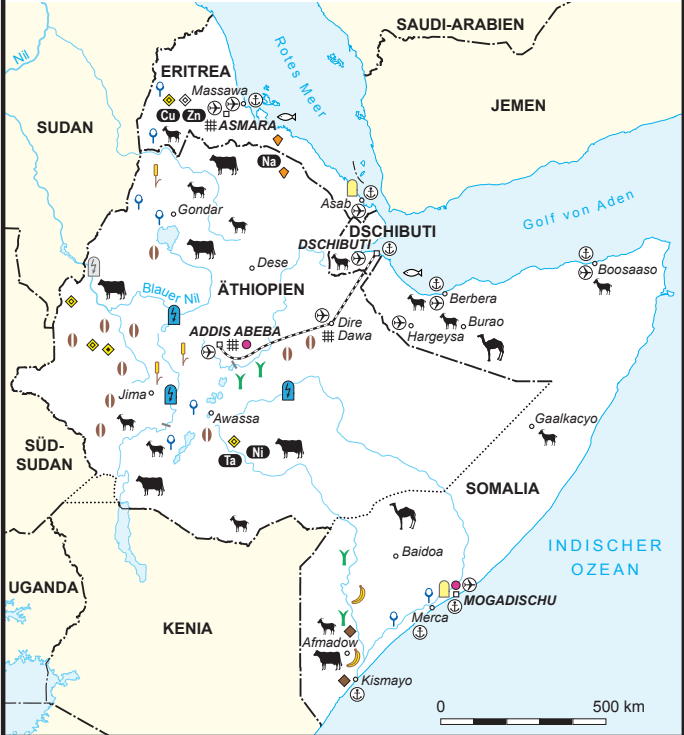 SAUDI-ARABIEN
Nil
Rotes Meer
ERITREA
Massawa
JEMEN
Cu
Zn
ASMARA
SUDAN
Na
Asab
Gondar
Golf von Aden
DSCHIBUTI
DSCHIBUTI
Dese
Boosaaso
ÄTHIOPIEN
Blauer Nil
Berbera
Dire
Dawa
ADDIS ABEBA
Hargeysa
Burao
Jima
Awassa
Gaalkacyo
SÜD-
SUDAN
Ta
Ni
SOMALIA
Baidoa
INDISCHER
OZEAN
UGANDA
MOGADISCHU
Merca
KENIA
Afmadow
Kismayo
0
500 km